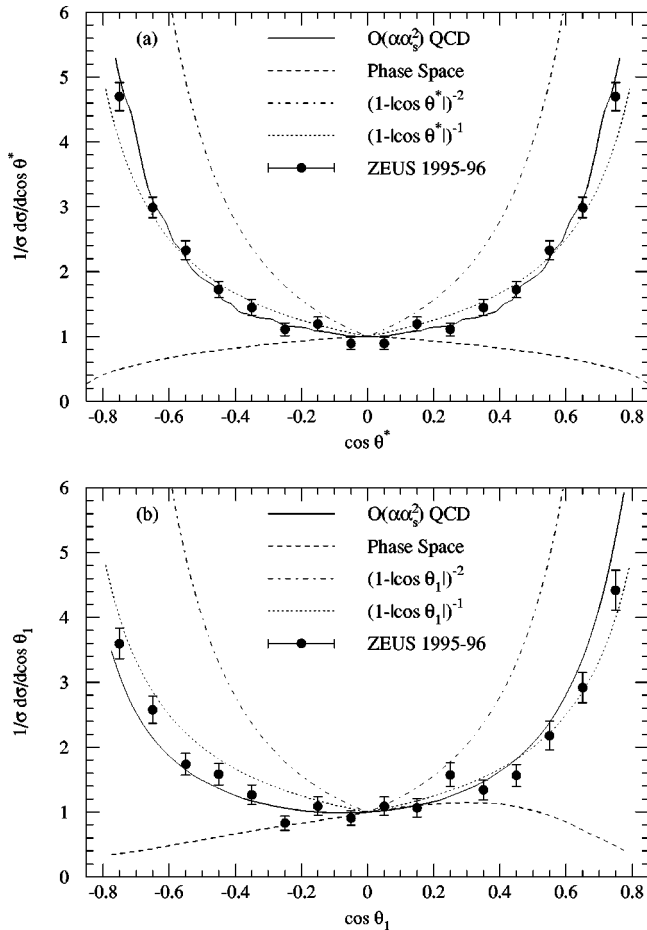 (a)
O(αα_s^2) QCD
Phase Space
(1-|cos θ*|)^-2
(1-|cos θ*|)^-1
ZEUS 1995-96
1/σ dσ/dcos θ*
6
5
4
3
2
1
0
-0.8 -0.6 -0.4 -0.2 0 0.2 0.4 0.6 0.8
cos θ*
(b)
O(αα_s^2) QCD
Phase Space
(1-|cos θ_1|)^-2
(1-|cos θ_1|)^-1
ZEUS 1995-96
1/σ dσ/dcos θ_1
6
5
4
3
2
1
0
-0.8 -0.6 -0.4 -0.2 0 0.2 0.4 0.6 0.8
cos θ_1